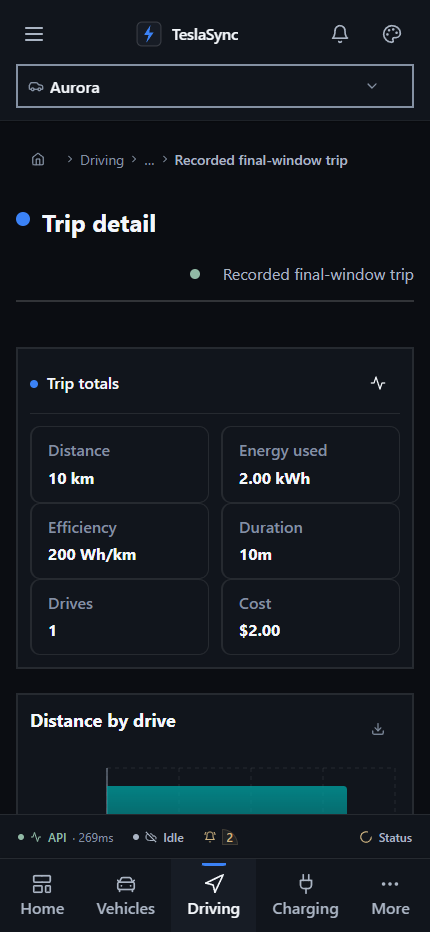 TeslaSync
Aurora
Driving ... Recorded final-window trip
Trip detail
Recorded final-window trip
Trip totals
Distance Energy used
10 km 2.00 kWh
Efficiency Duration
200 Wh/km 10m
Drives Cost
1 $2.00
Distance by drive
API · 269ms Idle 2 Status
Home Vehicles Driving Charging More